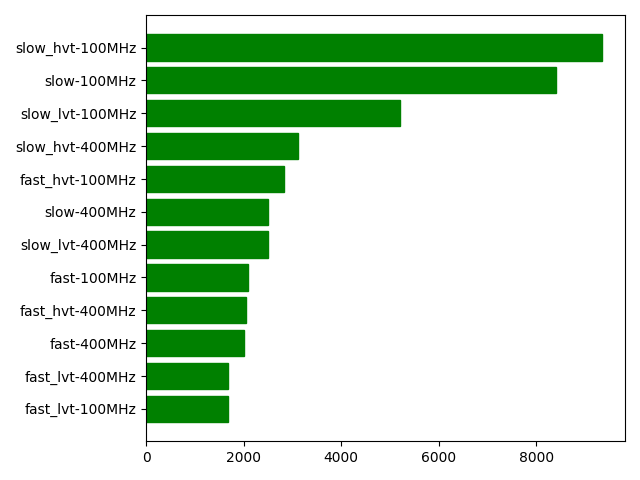 slow_hvt-100MHz
slow-100MHz
slow_lvt-100MHz
slow_hvt-400MHz
fast_hvt-100MHz
slow-400MHz
slow_lvt-400MHz
fast-100MHz
fast_hvt-400MHz
fast-400MHz
fast_lvt-400MHz
fast_lvt-100MHz
0 2000 4000 6000 8000